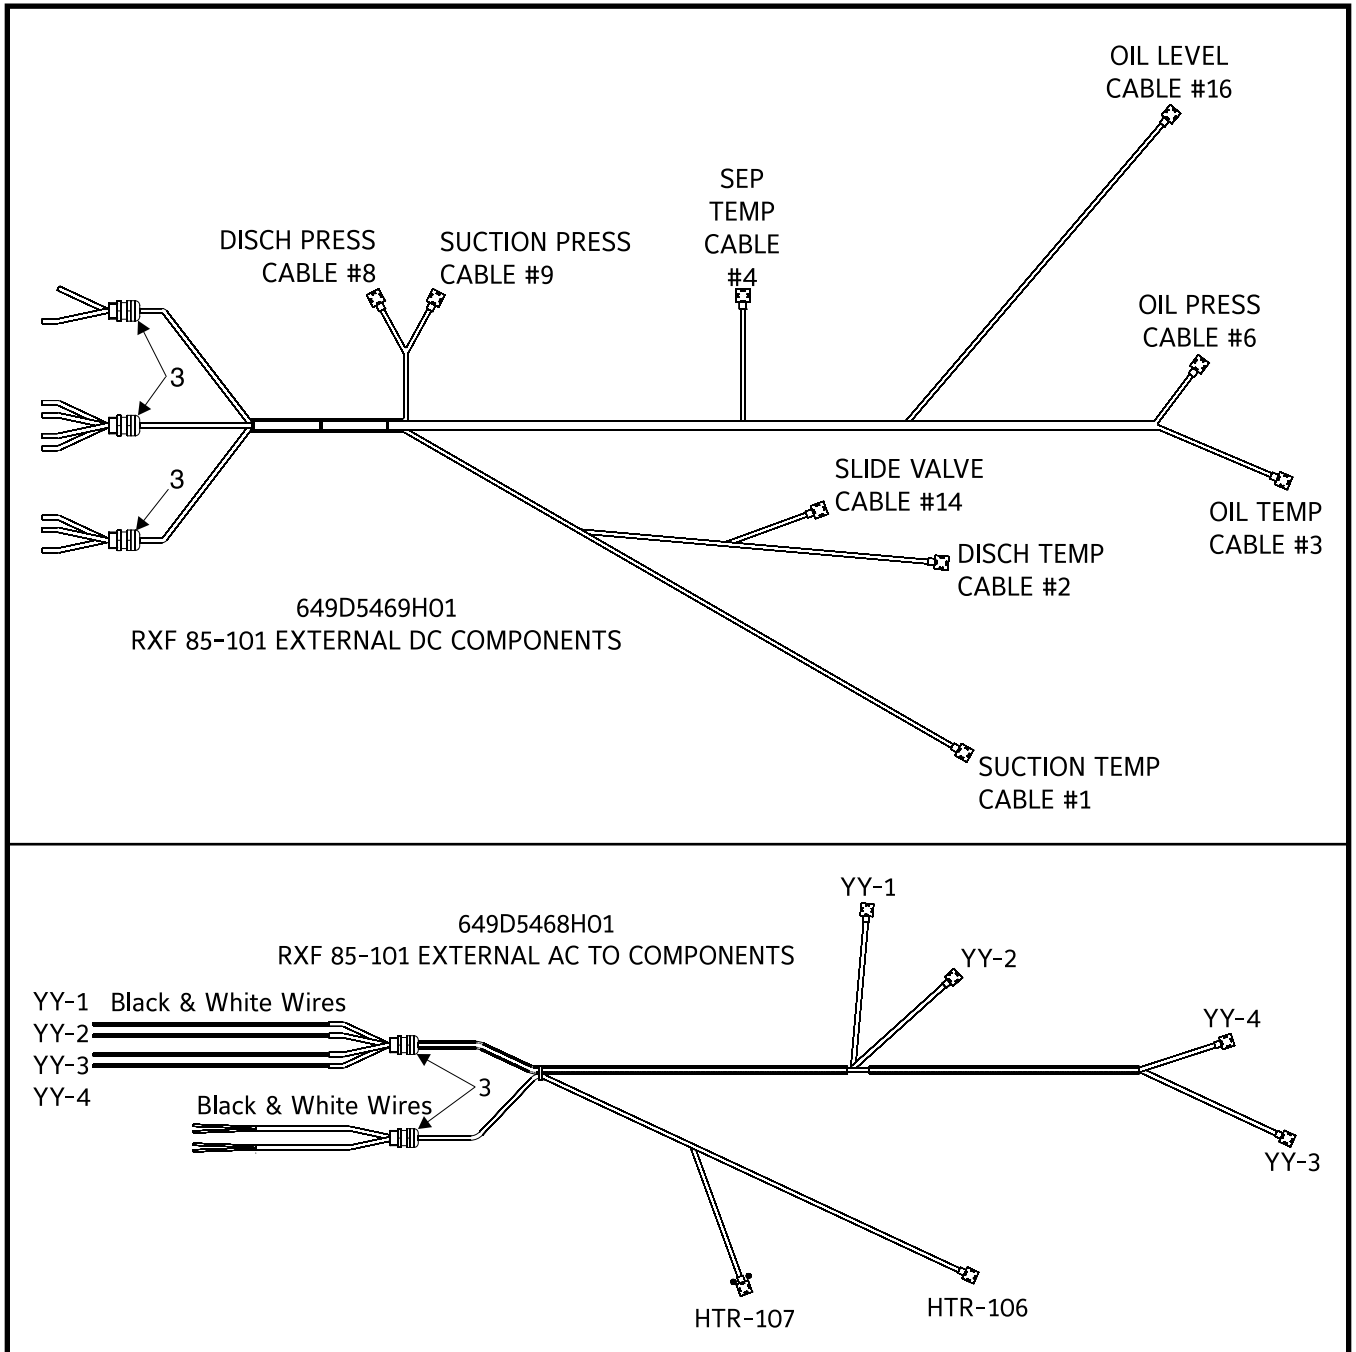 OIL LEVEL
CABLE #16
SEP
TEMP
CABLE
#4
DISCH PRESS
CABLE #8
SUCTION PRESS
CABLE #9
OIL PRESS
CABLE #6
3
3
SLIDE VALVE
CABLE #14
OIL TEMP
CABLE #3
DISCH TEMP
CABLE #2
649D5469H01
RXF 85-101 EXTERNAL DC COMPONENTS
SUCTION TEMP
CABLE #1
649D5468H01
RXF 85-101 EXTERNAL AC TO COMPONENTS
YY-1
YY-2
YY-1 Black & White Wires
YY-2
YY-3
YY-4
YY-4
3
Black & White Wires
YY-3
HTR-107
HTR-106